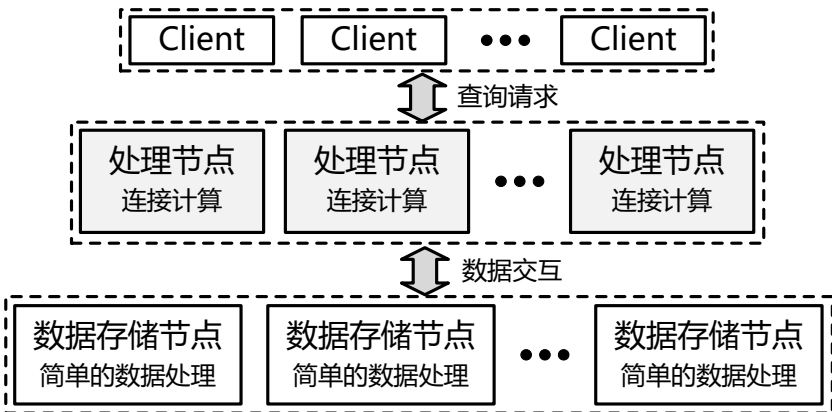 Client Client ••• Client
查询请求
处理节点 处理节点 ••• 处理节点
连接计算 连接计算 连接计算
数据交互
数据存储节点 数据存储节点 ••• 数据存储节点
简单的数据处理 简单的数据处理 简单的数据处理